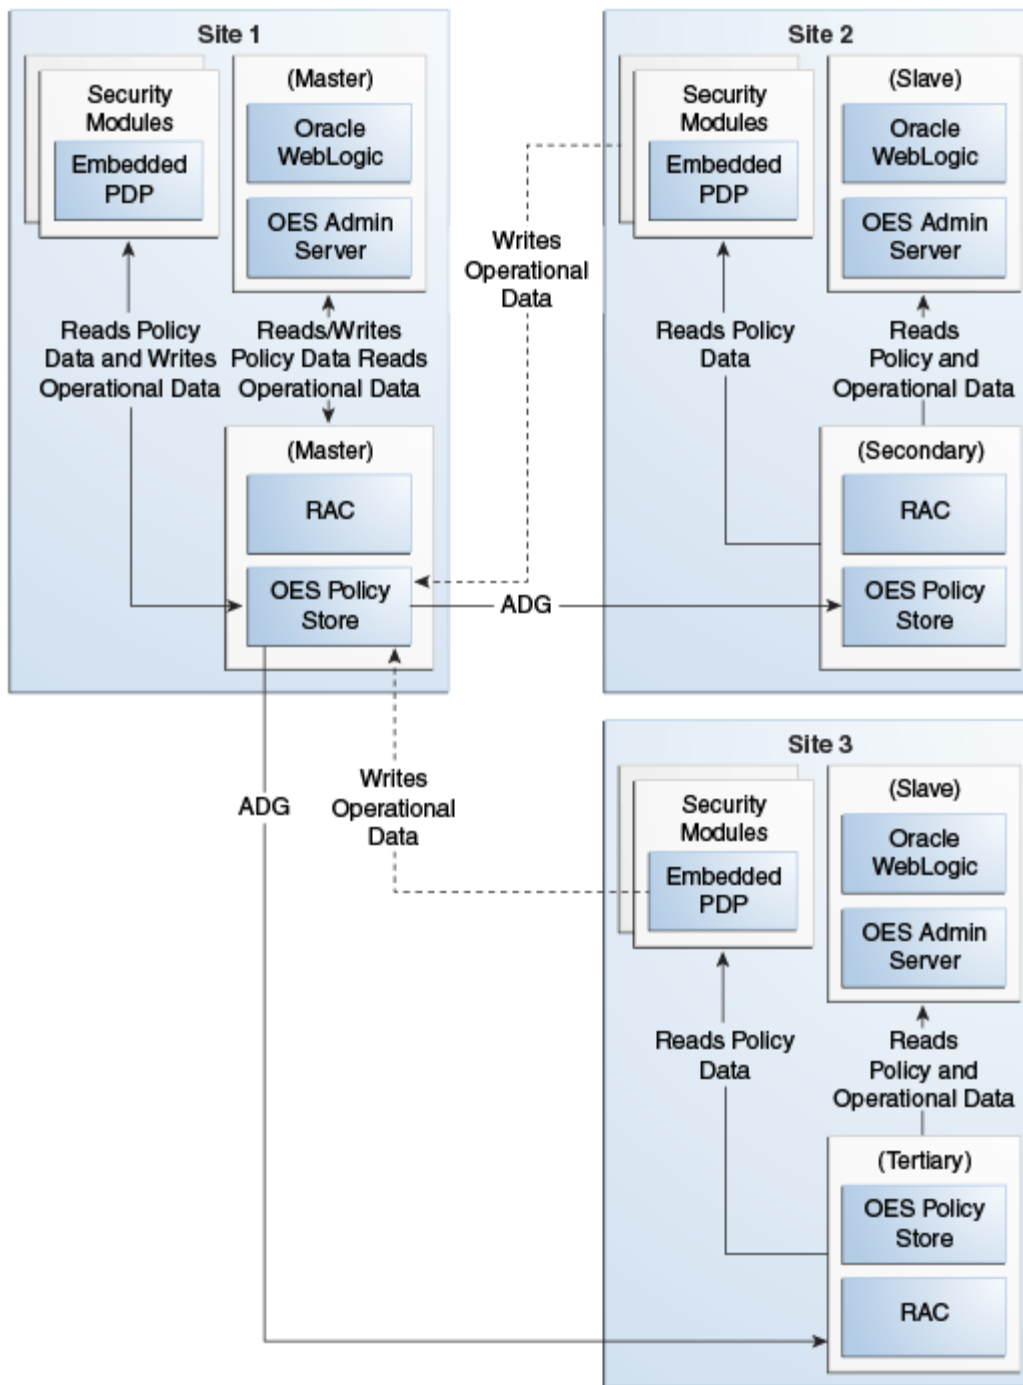 Site 1
Security
Modules
Embedded
PDP
(Master)
Oracle
WebLogic
OES Admin
Server
Reads Policy
Data and Writes
Operational Data
Reads/Writes
Policy Data Reads
Operational Data
(Master)
RAC
OES Policy
Store
Writes
Operational
Data
ADG
Site 2
Security
Modules
Embedded
PDP
(Slave)
Oracle
WebLogic
OES Admin
Server
Reads Policy
Data
Reads
Policy and
Operational Data
(Secondary)
RAC
OES Policy
Store
ADG
Writes
Operational
Data
Site 3
Security
Modules
Embedded
PDP
(Slave)
Oracle
WebLogic
OES Admin
Server
Reads Policy
Data
Reads
Policy and
Operational Data
(Tertiary)
OES Policy
Store
RAC